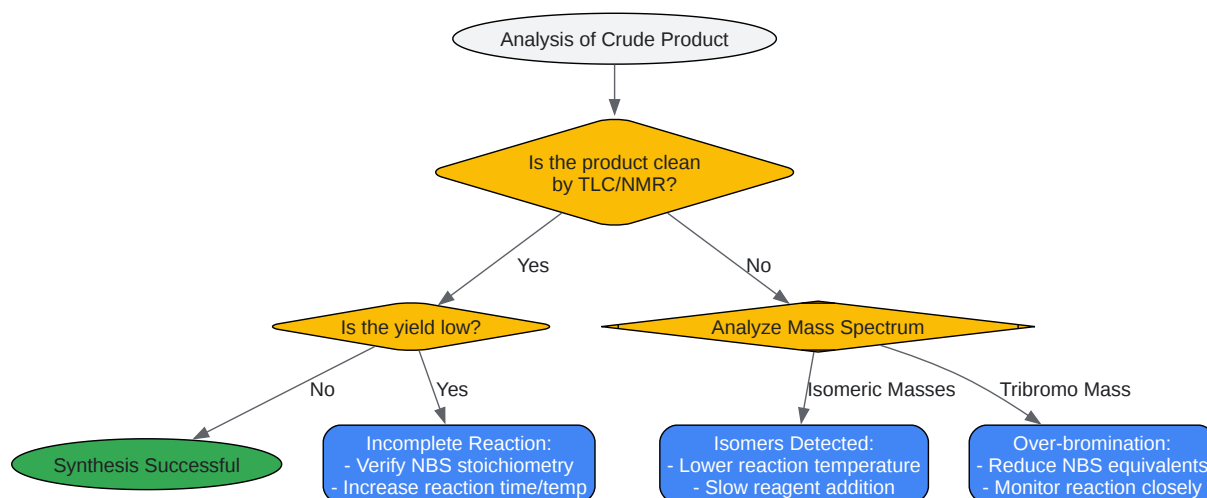 Analysis of Crude Product
Is the product clean
by TLC/NMR?
Yes
No
Is the yield low?
Analyze Mass Spectrum
No
Yes
Isomeric Masses
Tribromo Mass
Synthesis Successful
Incomplete Reaction:
- Verify NBS stoichiometry
- Increase reaction time/temp
Isomers Detected:
- Lower reaction temperature
- Slow reagent addition
Over-bromination:
- Reduce NBS equivalents
- Monitor reaction closely